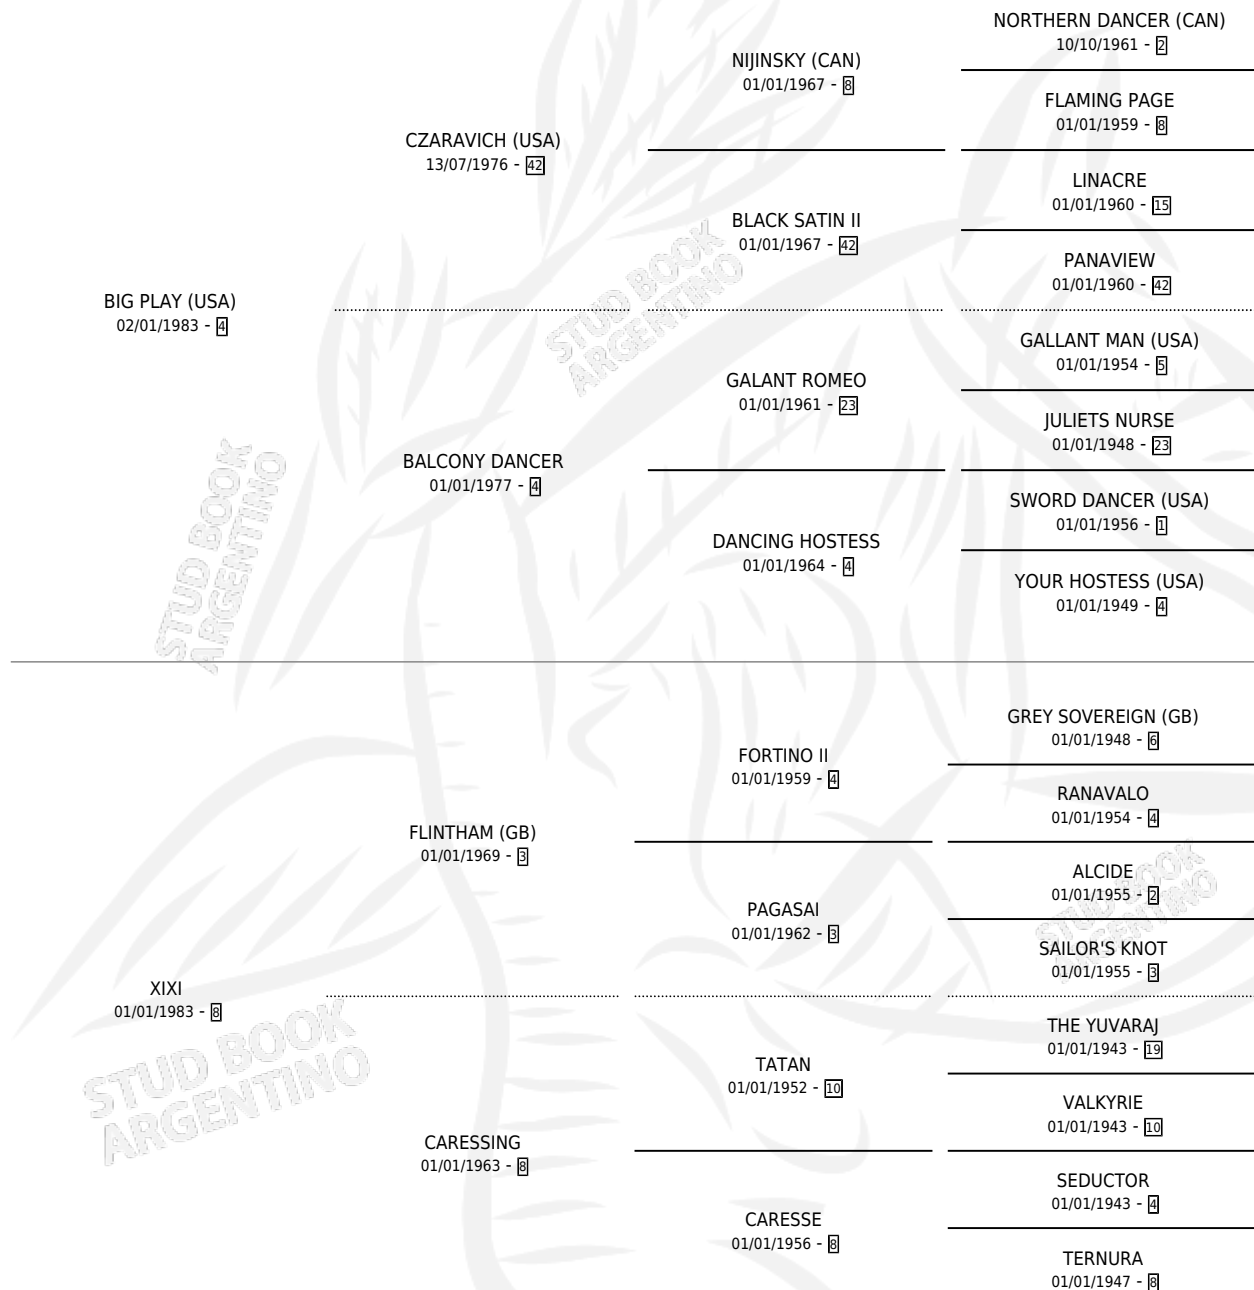 NORTHERN DANCER (CAN)
10/10/1961 - 2
NIJINSKY (CAN)
01/01/1967 - 8
FLAMING PAGE
01/01/1959 - 8
CZARAVICH (USA)
13/07/1976 - 42
LINACRE
01/01/1960 - 15
BLACK SATIN II
01/01/1967 - 42
PANAVIEW
01/01/1960 - 42
BIG PLAY (USA)
02/01/1983 - 4
GALLANT MAN (USA)
01/01/1954 - 5
GALANT ROMEO
01/01/1961 - 23
JULIETS NURSE
01/01/1948 - 23
BALCONY DANCER
01/01/1977 - 4
SWORD DANCER (USA)
01/01/1956 - 1
DANCING HOSTESS
01/01/1964 - 4
YOUR HOSTESS (USA)
01/01/1949 - 4
GREY SOVEREIGN (GB)
01/01/1948 - 6
FORTINO II
01/01/1959 - 4
RANAVALO
01/01/1954 - 4
FLINTHAM (GB)
01/01/1969 - 3
ALCIDE
01/01/1955 - 2
PAGASAI
01/01/1962 - 3
SAILOR'S KNOT
01/01/1955 - 3
XIXI
01/01/1983 - 8
THE YUVARAJ
01/01/1943 - 19
TATAN
01/01/1952 - 10
VALKYRIE
01/01/1943 - 10
CARESSING
01/01/1963 - 8
SEDUCTOR
01/01/1943 - 4
CARESSE
01/01/1956 - 8
TERNURA
01/01/1947 - 8
STUD BOOK
ARGENTINO
STUD BOOK
ARGENTINO
STUD BOOK
ARGENTINO
STUD BOOK
ARGENTINO